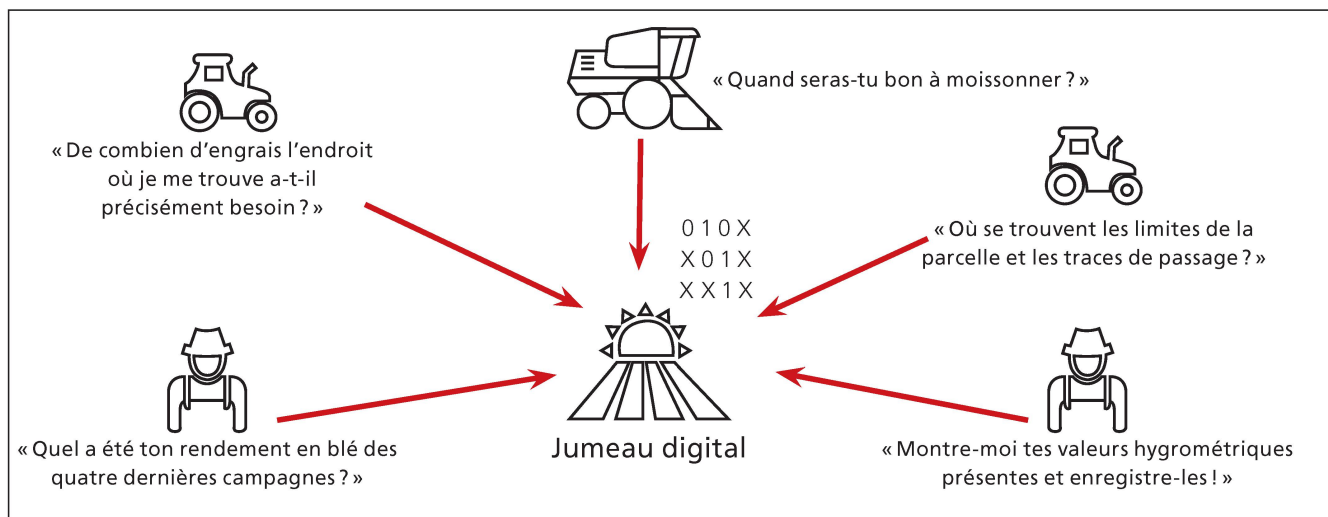 « Quand seras-tu bon à moissonner ? »
« De combien d'engrais l'endroit
où je me trouve a-t-il
précisément besoin ? »
« Où se trouvent les limites de la
parcelle et les traces de passage ? »
0 1 0 X
X 0 1 X
X X 1 X
« Quel a été ton rendement en blé des
quatre dernières campagnes ? »
Jumeau digital
« Montre-moi tes valeurs hygrométriques
présentes et enregistre-les ! »